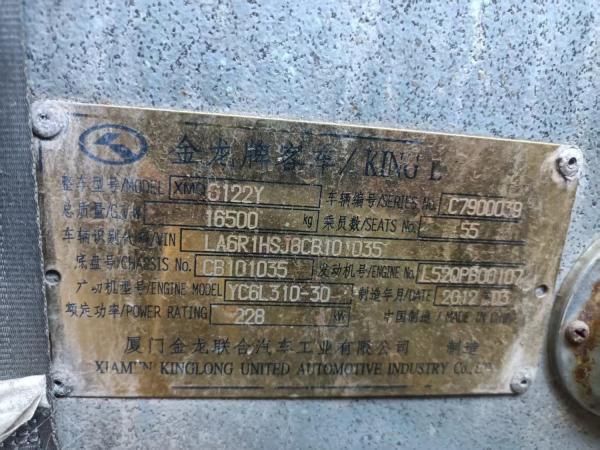 金龙牌客车/KING L
整车型号/MODEL XMQ6122Y 车辆编号/SERIES No. C7900039
总质量/G.V.W 16500 kg 乘员数/SEATS No. 55
车辆识别代码/VIN LA6R1HSJ8CB101035
底盘号/CHASSIS No. CB101035 发动机号/ENGINE No. L52QPB00107
发动机型号/ENGINE MODEL YC6L310-30 制造年月/DATE 2012 03
额定功率/POWER RATING 228 kW 中国制造 / MADE IN CHINA
厦门金龙联合汽车工业有限公司 制造
XIAMEN KINGLONG UNITED AUTOMOTIVE INDUSTRY Co., LTD